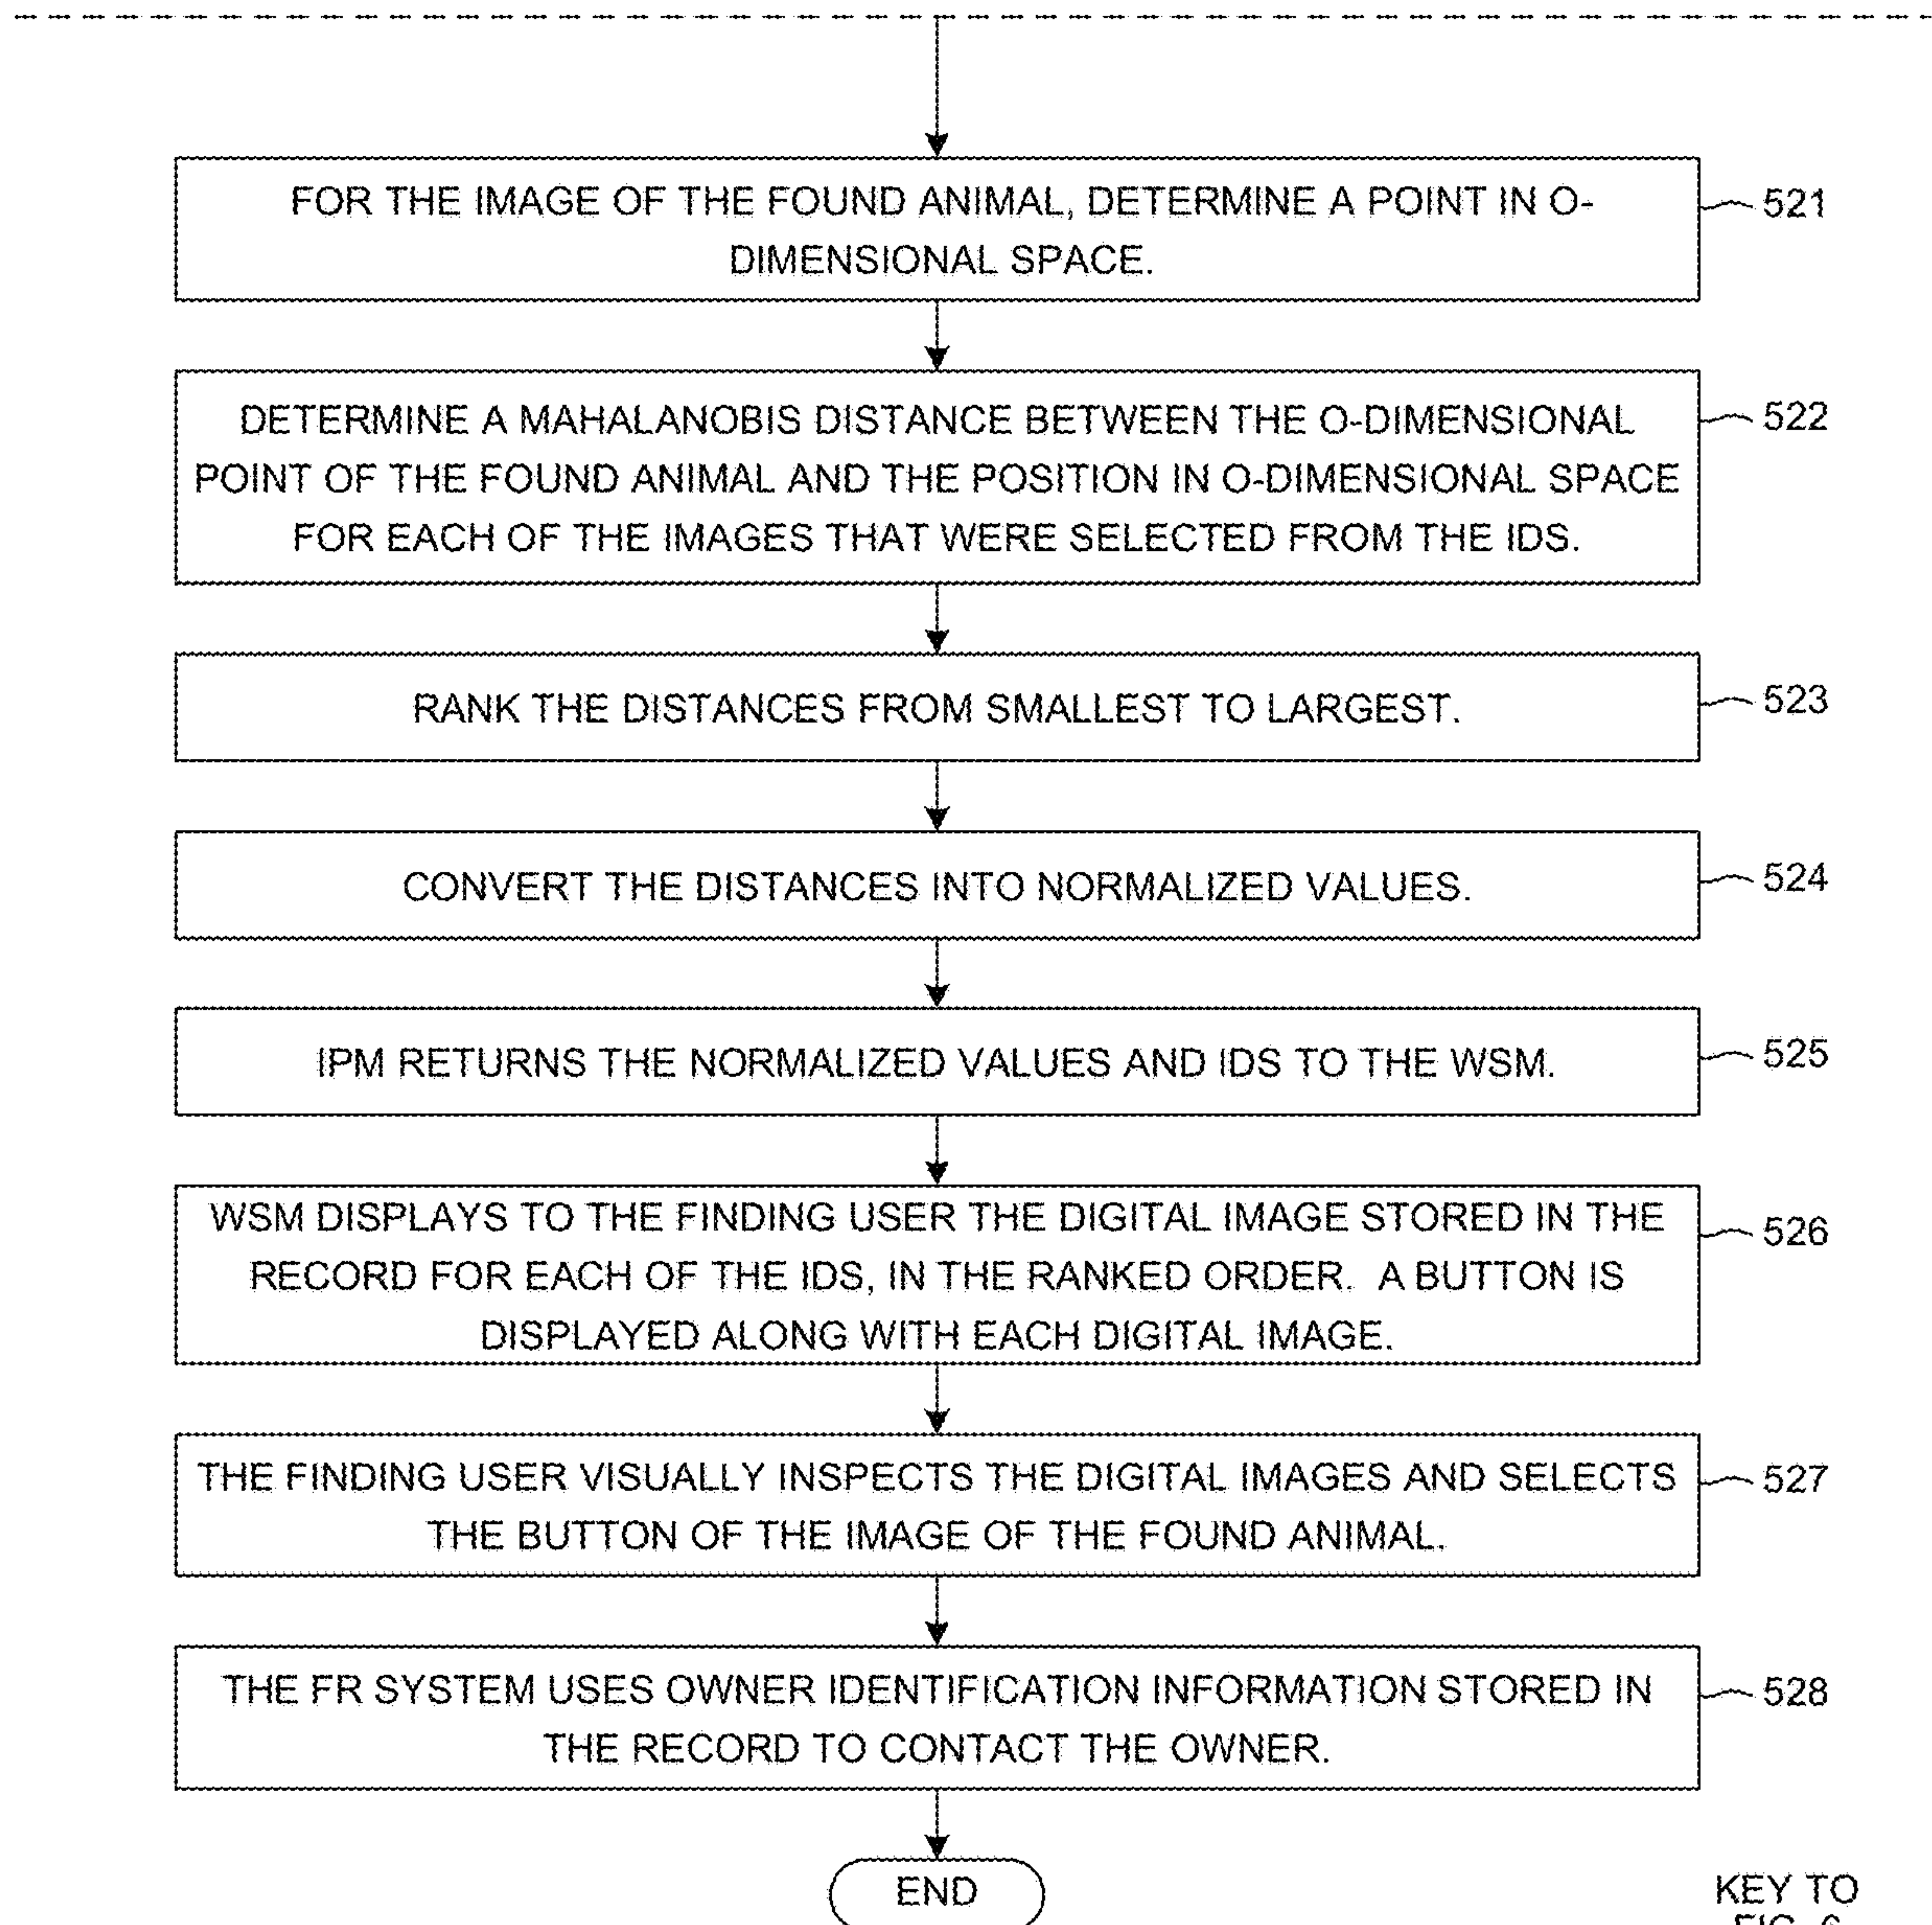 FOR THE IMAGE OF THE FOUND ANIMAL, DETERMINE A POINT IN O-
DIMENSIONAL SPACE.
521
DETERMINE A MAHALANOBIS DISTANCE BETWEEN THE O-DIMENSIONAL
POINT OF THE FOUND ANIMAL AND THE POSITION IN O-DIMENSIONAL SPACE
FOR EACH OF THE IMAGES THAT WERE SELECTED FROM THE IDS.
522
RANK THE DISTANCES FROM SMALLEST TO LARGEST.
523
CONVERT THE DISTANCES INTO NORMALIZED VALUES.
524
IPM RETURNS THE NORMALIZED VALUES AND IDS TO THE WSM.
525
WSM DISPLAYS TO THE FINDING USER THE DIGITAL IMAGE STORED IN THE
RECORD FOR EACH OF THE IDS, IN THE RANKED ORDER. A BUTTON IS
DISPLAYED ALONG WITH EACH DIGITAL IMAGE.
526
THE FINDING USER VISUALLY INSPECTS THE DIGITAL IMAGES AND SELECTS
THE BUTTON OF THE IMAGE OF THE FOUND ANIMAL.
527
THE FR SYSTEM USES OWNER IDENTIFICATION INFORMATION STORED IN
THE RECORD TO CONTACT THE OWNER.
528
END
KEY TO
FIG. 6